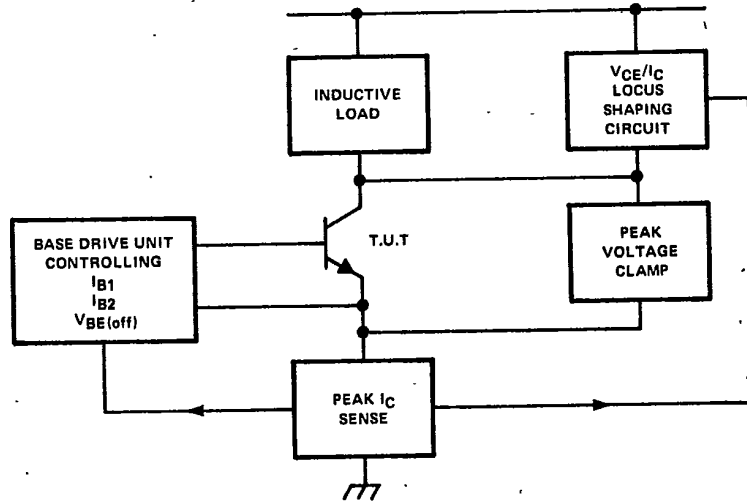 INDUCTIVE
LOAD
VCE/IC
LOCUS
SHAPING
CIRCUIT
T.U.T
PEAK
VOLTAGE
CLAMP
BASE DRIVE UNIT
CONTROLLING
IB1
IB2
VBE(off)
PEAK IC
SENSE